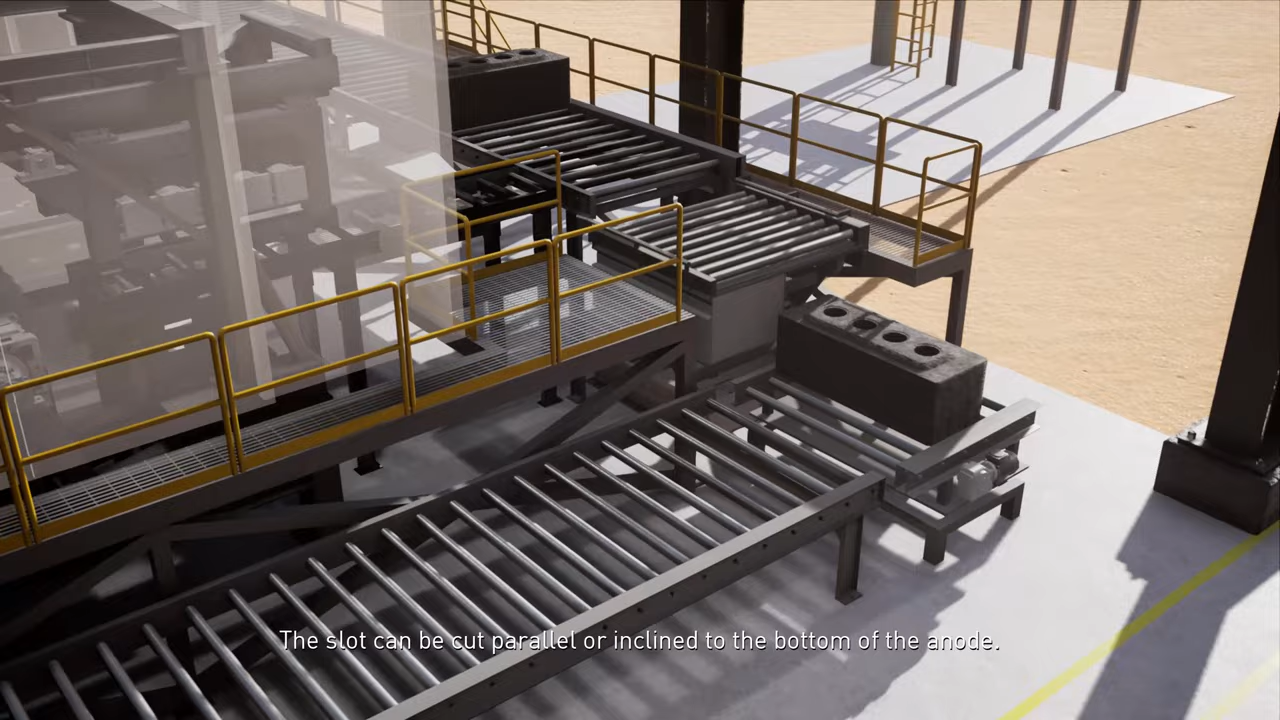 The slot can be cut parallel or inclined to the bottom of the anode.